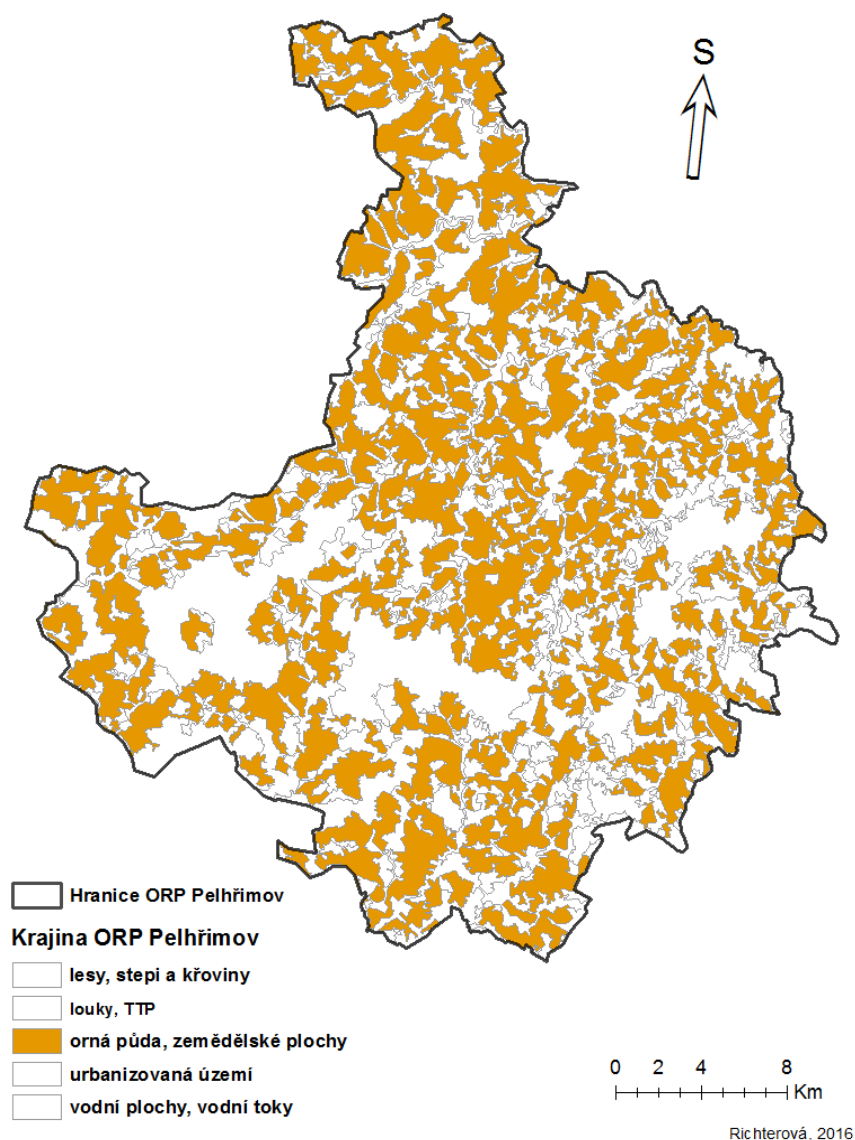 S
Hranice ORP Pelhřimov
Krajina ORP Pelhřimov
lesy, stepi a křoviny
louky, TTP
orná půda, zemědělské plochy
urbanizovaná území
vodní plochy, vodní toky
0 2 4 8
Km
Richterová, 2016